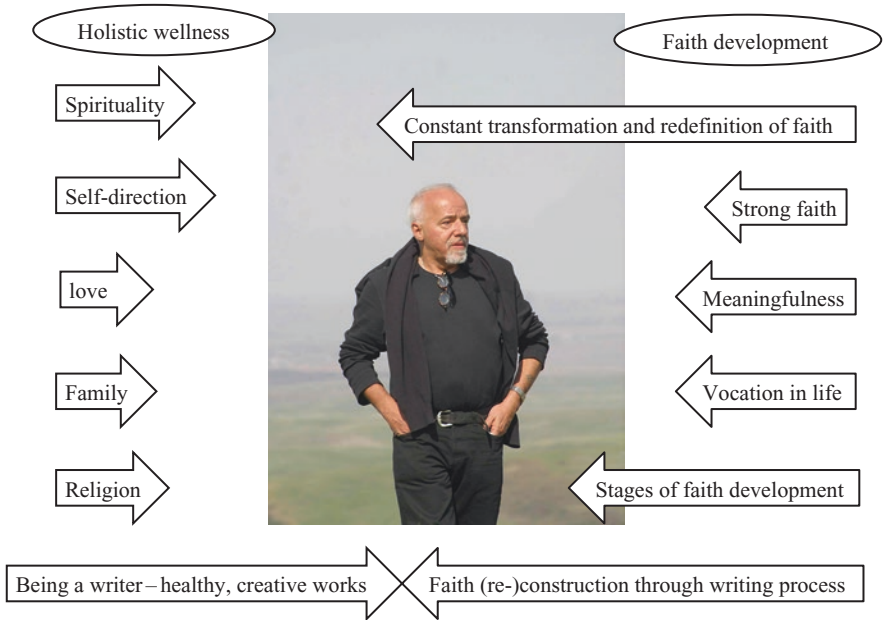 Holistic wellness
Faith development
Spirituality
Constant transformation and redefinition of faith
Self-direction
Strong faith
love
Meaningfulness
Family
Vocation in life
Religion
Stages of faith development
Being a writer – healthy, creative works
Faith (re-)construction through writing process